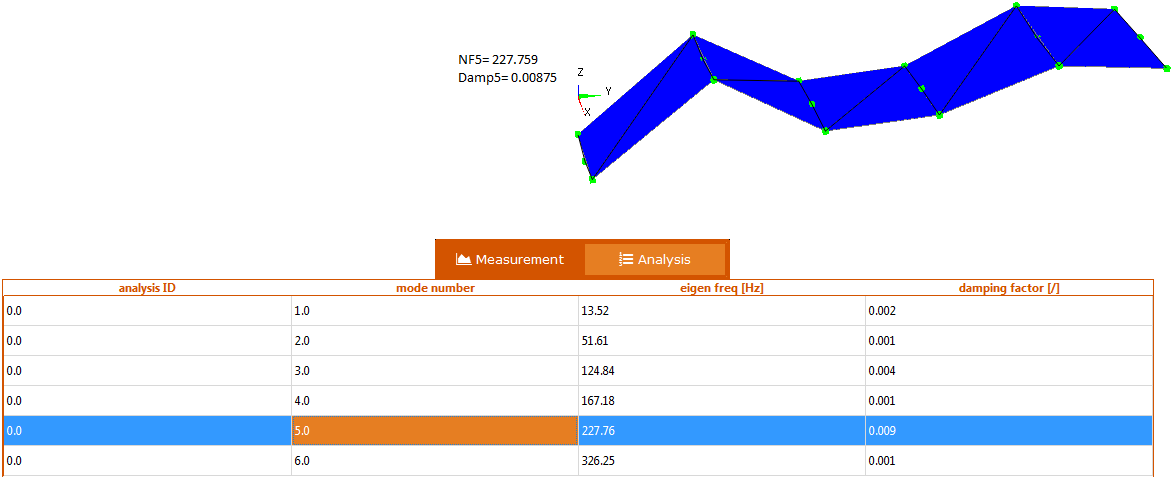 NF5= 227.759
Damp5= 0.00875
Z
Y
X
Measurement Analysis
analysis ID mode number eigen freq [Hz] damping factor [/]
0.0 1.0 13.52 0.002
0.0 2.0 51.61 0.001
0.0 3.0 124.84 0.004
0.0 4.0 167.18 0.001
0.0 5.0 227.76 0.009
0.0 6.0 326.25 0.001